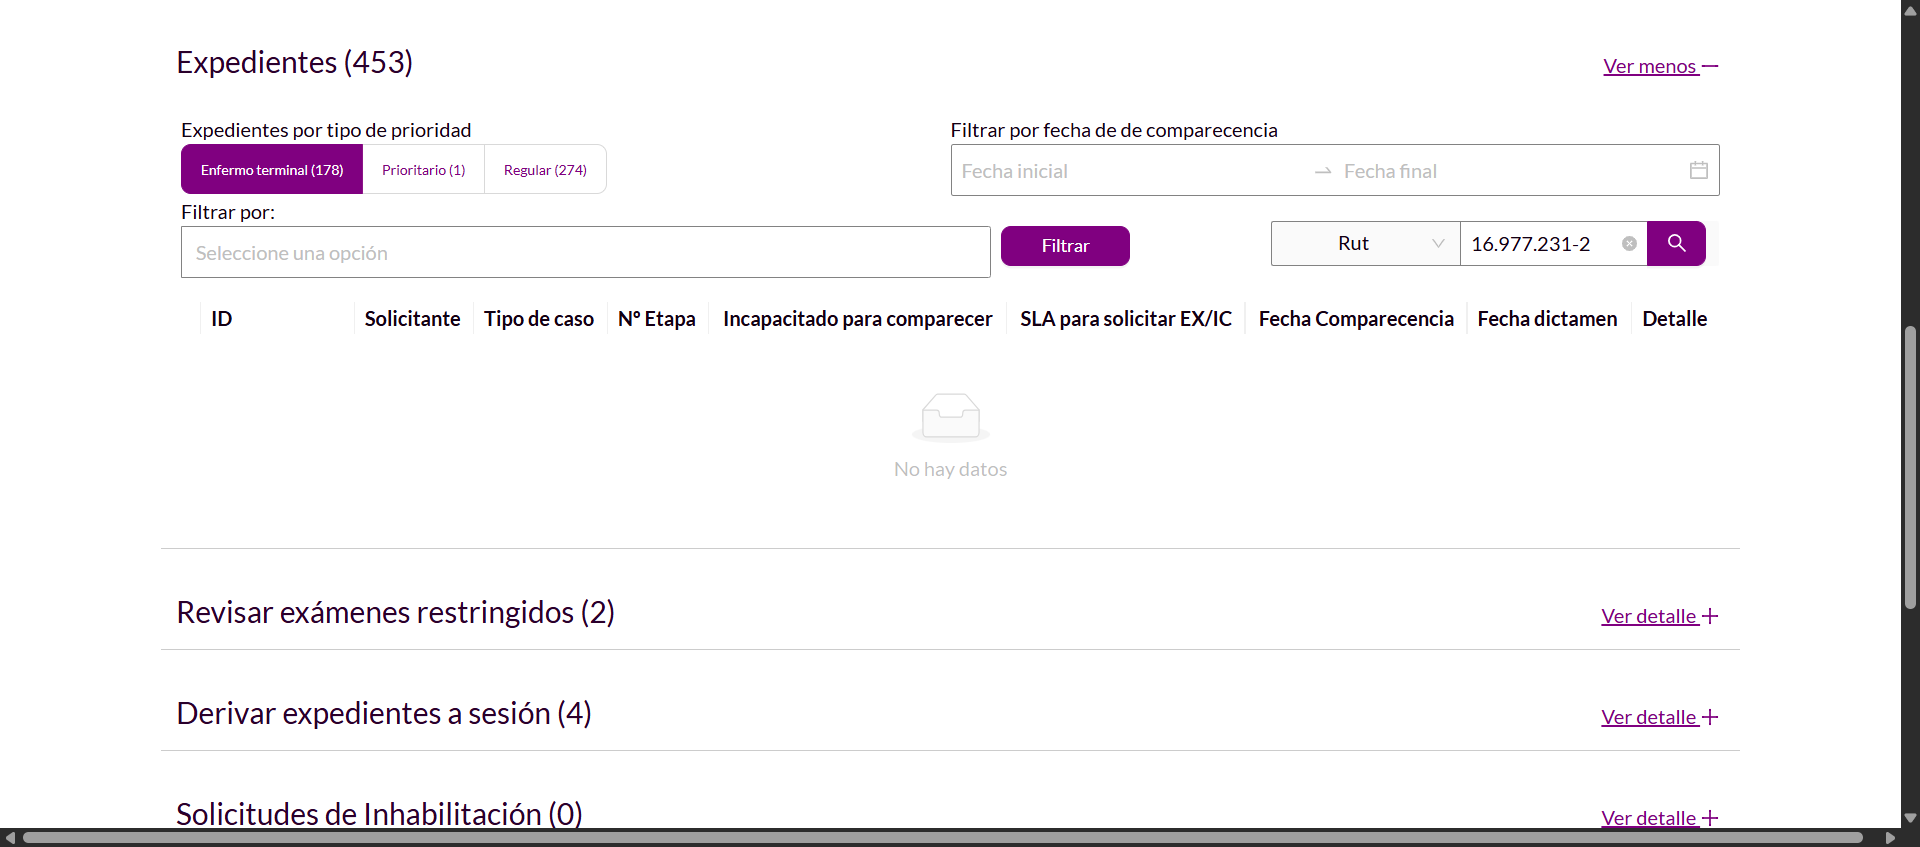 Expedientes (453)
Ver menos
Expedientes por tipo de prioridad
Filtrar por fecha de de comparecencia
Enfermo terminal (178)
Prioritario (1)
Regular (274)
Fecha inicial
Fecha final
Filtrar por:
Seleccione una opción
Filtrar
Rut
16.977.231-2
ID
Solicitante
Tipo de caso
N° Etapa
Incapacitado para comparecer
SLA para solicitar EX/IC
Fecha Comparecencia
Fecha dictamen
Detalle
No hay datos
Revisar exámenes restringidos (2)
Ver detalle
Derivar expedientes a sesión (4)
Ver detalle
Solicitudes de Inhabilitación (0)
Ver detalle